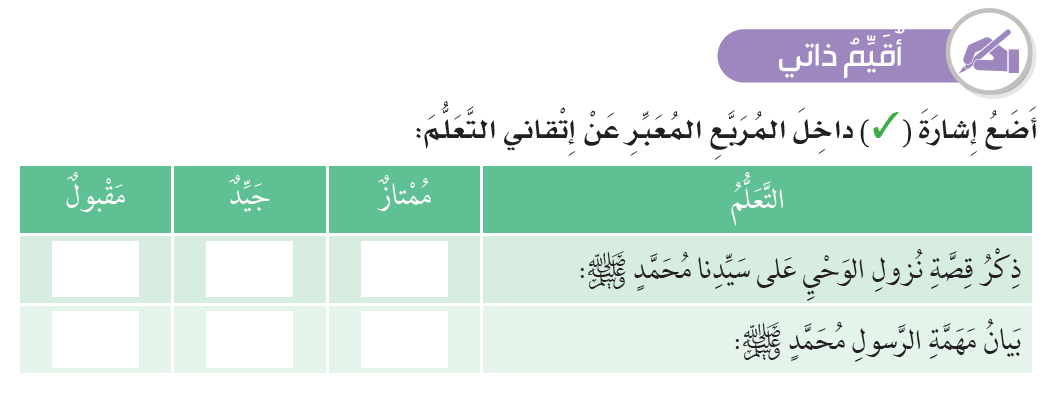 أُقَيِّمُ ذاتي
أَضَعُ إِشارَةَ (✓) داخِلَ المُرَبَّعِ المُعَبِّرِ عَنْ إِتْقاني التَّعَلُّمَ:
التَّعَلُّمُ مُمْتازٌ جَيِّدٌ مَقْبولٌ
ذِكْرُ قِصَّةِ نُزولِ الوَحْيِ عَلى سَيِّدِنا مُحَمَّدٍ ﷺ:
بَيانُ مَهَمَّةِ الرَّسولِ مُحَمَّدٍ ﷺ: